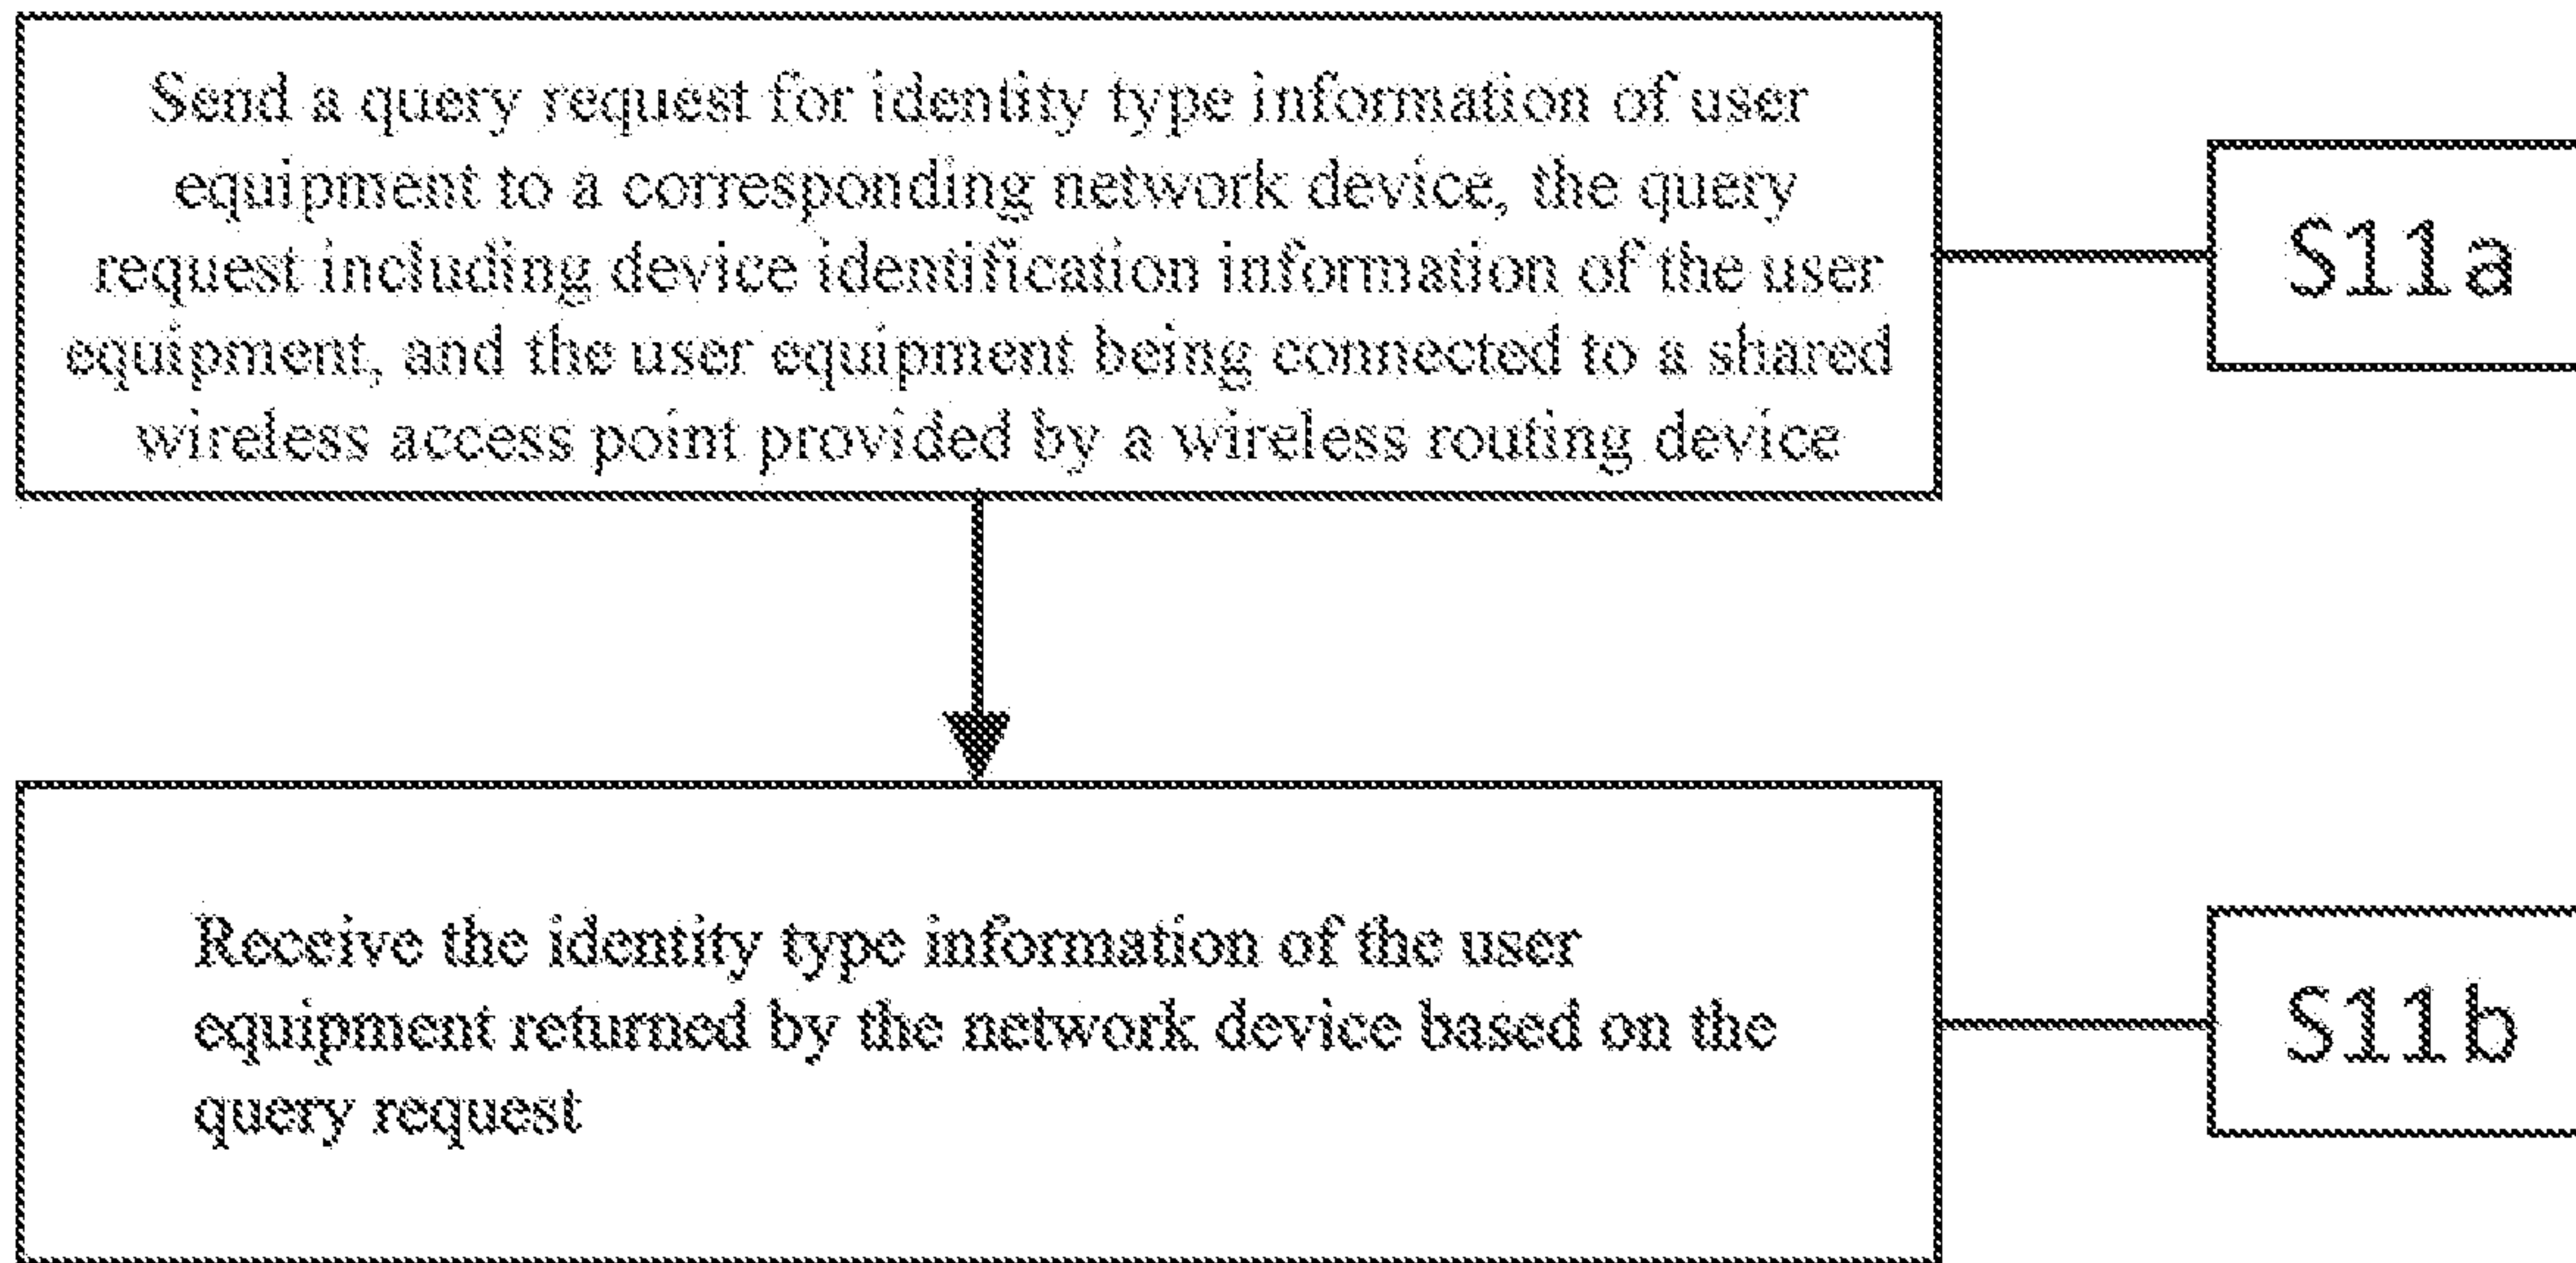 Send a query request for identity type information of user
equipment to a corresponding network device, the query
request including device identification information of the user
equipment, and the user equipment being connected to a shared
wireless access point provided by a wireless routing device
S11a
Receive the identity type information of the user
equipment returned by the network device based on the
query request
S11b